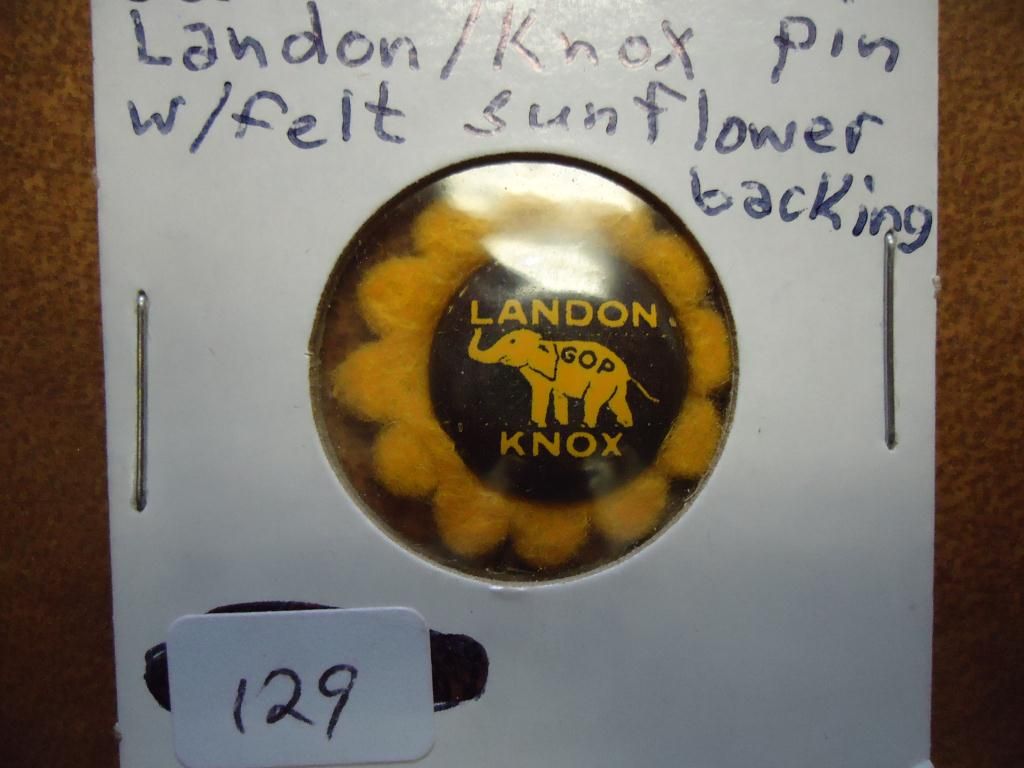 Landon/Knox pin
w/felt sunflower
backing
LANDON
GOP
KNOX
129